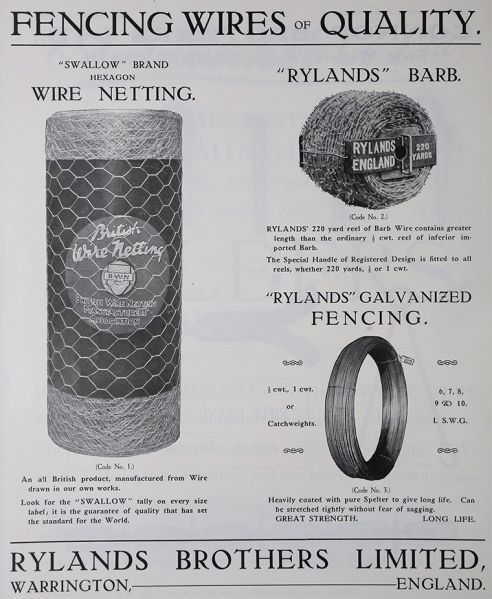 FENCING WIRES OF QUALITY.
"SWALLOW" BRAND
HEXAGON
WIRE NETTING.
British
Wire Netting
BRITISH WIRE NETTING
MANUFACTURERS'
ASSOCIATION
(Code No. 1.)
An all British product, manufactured from Wire
drawn in our own works.
Look for the "SWALLOW" tally on every size
label; it is the guarantee of quality that has set
the standard for the World.
"RYLANDS" BARB.
RYLANDS
ENGLAND
220
YARDS
(Code No. 2.)
RYLANDS' 220 yard reel of Barb Wire contains greater
length than the ordinary ½ cwt. reel of inferior im-
ported Barb.
The Special Handle of Registered Design is fitted to all
reels, whether 220 yards, ½ or 1 cwt.
"RYLANDS" GALVANIZED
FENCING.
½ cwt., 1 cwt.
or
Catchweights.
6, 7, 8,
9 & 10.
I. S.W.G.
(Code No. 3.)
Heavily coated with pure Spelter to give long life. Can
be stretched tightly without fear of sagging.
GREAT STRENGTH. LONG LIFE.
RYLANDS BROTHERS LIMITED,
WARRINGTON, ENGLAND.